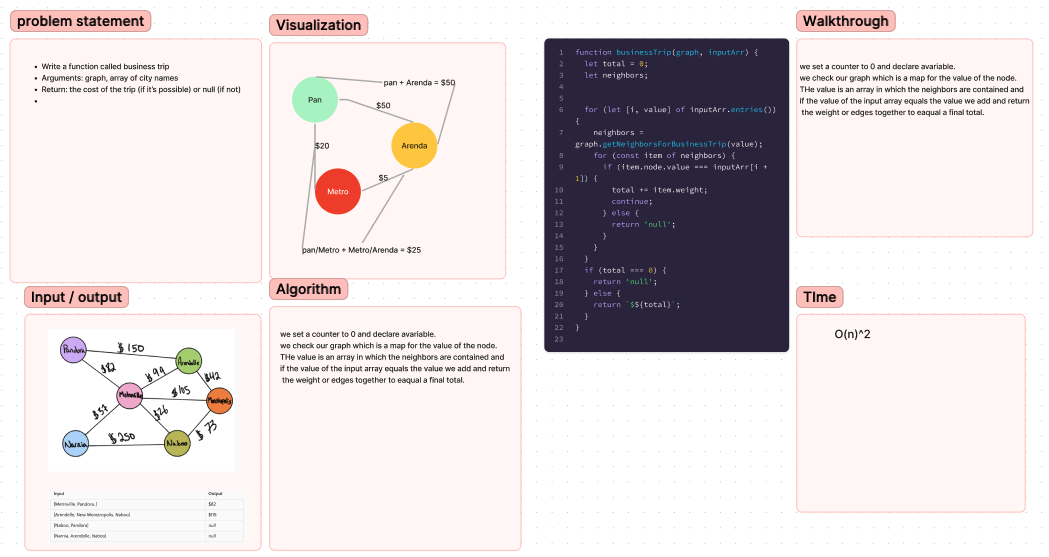 problem statement
Write a function called business trip
Arguments: graph, array of city names
Return: the cost of the trip (if it's possible) or null (if not)
Visualization
pan + Arenda = $50
Pan
$50
$20
Arenda
$5
Metro
pan/Metro + Metro/Arenda = $25
1 function businessTrip(graph, inputArr) {
2 let total = 0;
3 let neighbors;
4
5
6 for (let [i, value] of inputArr.entries())
{
7 neighbors =
graph.getNeighborsForBusinessTrip(value);
8 for (const item of neighbors) {
9 if (item.node.value === inputArr[i +
1]) {
10 total += item.weight;
11 continue;
12 } else {
13 return 'null';
14 }
15 }
16 }
17 if (total === 0) {
18 return 'null';
19 } else {
20 return `$${total}`;
21 }
22 }
23
Walkthrough
we set a counter to 0 and declare avariable.
we check our graph which is a map for the value of the node.
THe value is an array in which the neighbors are contained and
if the value of the input array equals the value we add and return
the weight or edges together to eaqual a final total.
Input / output
Pandora
$150
Arendelle
$82
$99
$42
Metroville
$105
Monstropolis
$37
$26
$73
Narnia
$250
Naboo
Input Output
[Metroville, Pandora, ] $82
[Arendelle, New Monstropolis, Naboo] $115
[Naboo, Pandora] null
[Narnia, Arendelle, Naboo] null
Algorithm
we set a counter to 0 and declare avariable.
we check our graph which is a map for the value of the node.
THe value is an array in which the neighbors are contained and
if the value of the input array equals the value we add and return
the weight or edges together to eaqual a final total.
TIme
O(n)^2